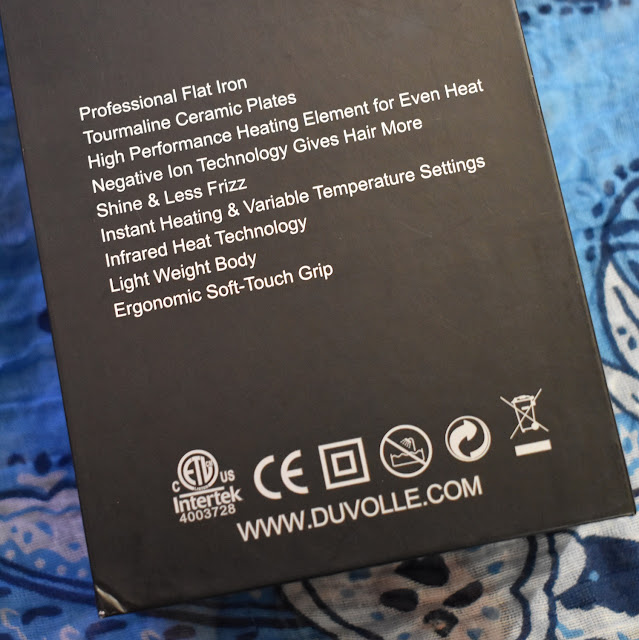 Professional Flat Iron
Tourmaline Ceramic Plates
High Performance Heating Element for Even Heat
Negative Ion Technology Gives Hair More
Shine & Less Frizz
Instant Heating & Variable Temperature Settings
Infrared Heat Technology
Light Weight Body
Ergonomic Soft-Touch Grip
C ETL US
CE
Intertek
4003728
WWW.DUVOLLE.COM